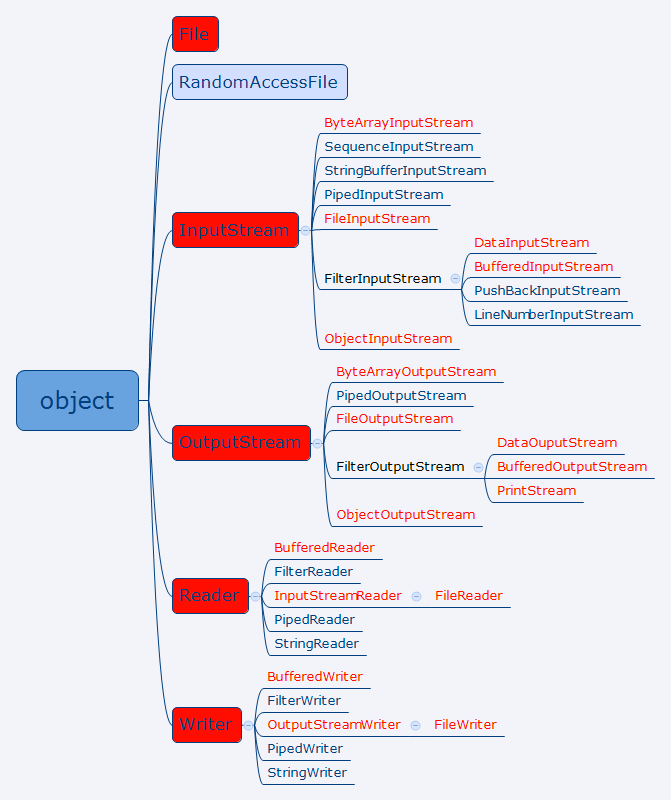 File
RandomAccessFile
ByteArrayInputStream
SequenceInputStream
StringBufferInputStream
PipedInputStream
InputStream
FileInputStream
DataInputStream
BufferedInputStream
FilterInputStream
PushBackInputStream
LineNumberInputStream
ObjectInputStream
object
ByteArrayOutputStream
PipedOutputStream
FileOutputStream
OutputStream
DataOuputStream
FilterOutputStream
BufferedOutputStream
PrintStream
ObjectOutputStream
BufferedReader
FilterReader
Reader
InputStreamReader
FileReader
PipedReader
StringReader
BufferedWriter
FilterWriter
Writer
OutputStreamWriter
FileWriter
PipedWriter
StringWriter